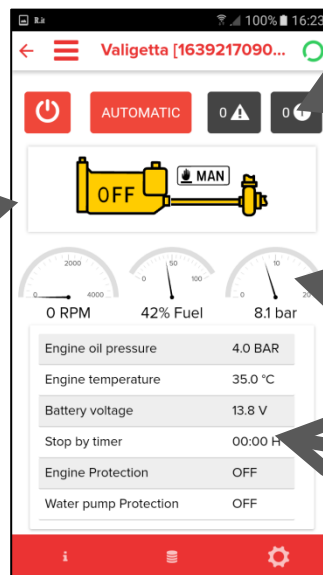 R.it 100% 16:23
Valigetta [1639217090...
AUTOMATIC 0 0
OFF MAN
2000 50 10
0 4000 0 100 0 20
0 RPM 42% Fuel 8.1 bar
Engine oil pressure 4.0 BAR
Engine temperature 35.0 °C
Battery voltage 13.8 V
Stop by timer 00:00 H
Engine Protection OFF
Water pump Protection OFF
i